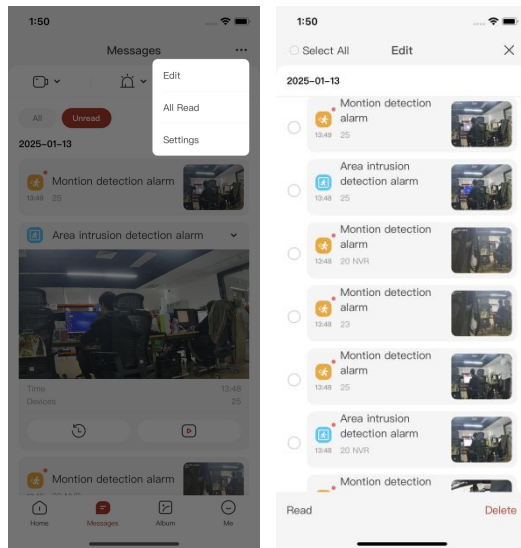 1:50
Messages
Edit
All Read
Settings
All
Unread
2025-01-13
Montion detection alarm
13:49 25
Area intrusion detection alarm
Time 13:48
Devices 25
Montion detection alarm
Home
Messages
Album
Me
1:50
Select All
Edit
2025-01-13
Montion detection
alarm
13:49 25
Area intrusion
detection alarm
13:48 25
Montion detection
alarm
13:48 20 NVR
Montion detection
alarm
13:48 23
Montion detection
alarm
13:48 25
Area intrusion
detection alarm
13:48 20 NVR
Montion detection
Read
Delete